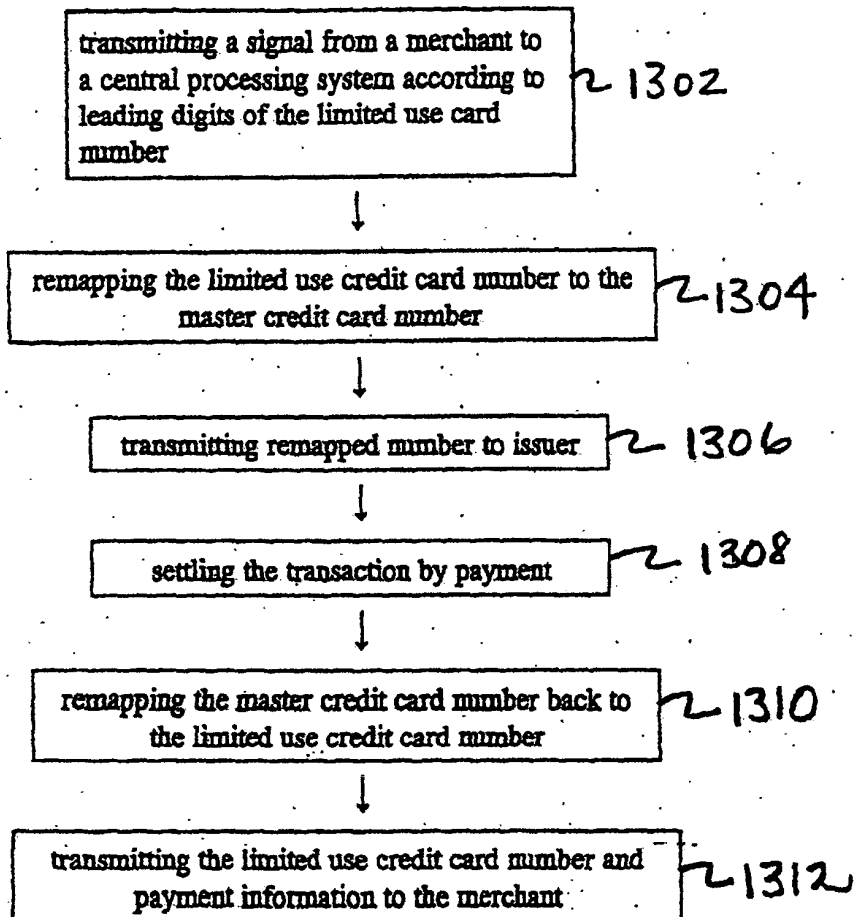 transmitting a signal from a merchant to
a central processing system according to
leading digits of the limited use card
number
1302
remapping the limited use credit card number to the
master credit card number
1304
transmitting remapped number to issuer
1306
settling the transaction by payment
1308
remapping the master credit card number back to
the limited use credit card number
1310
transmitting the limited use credit card number and
payment information to the merchant
1312